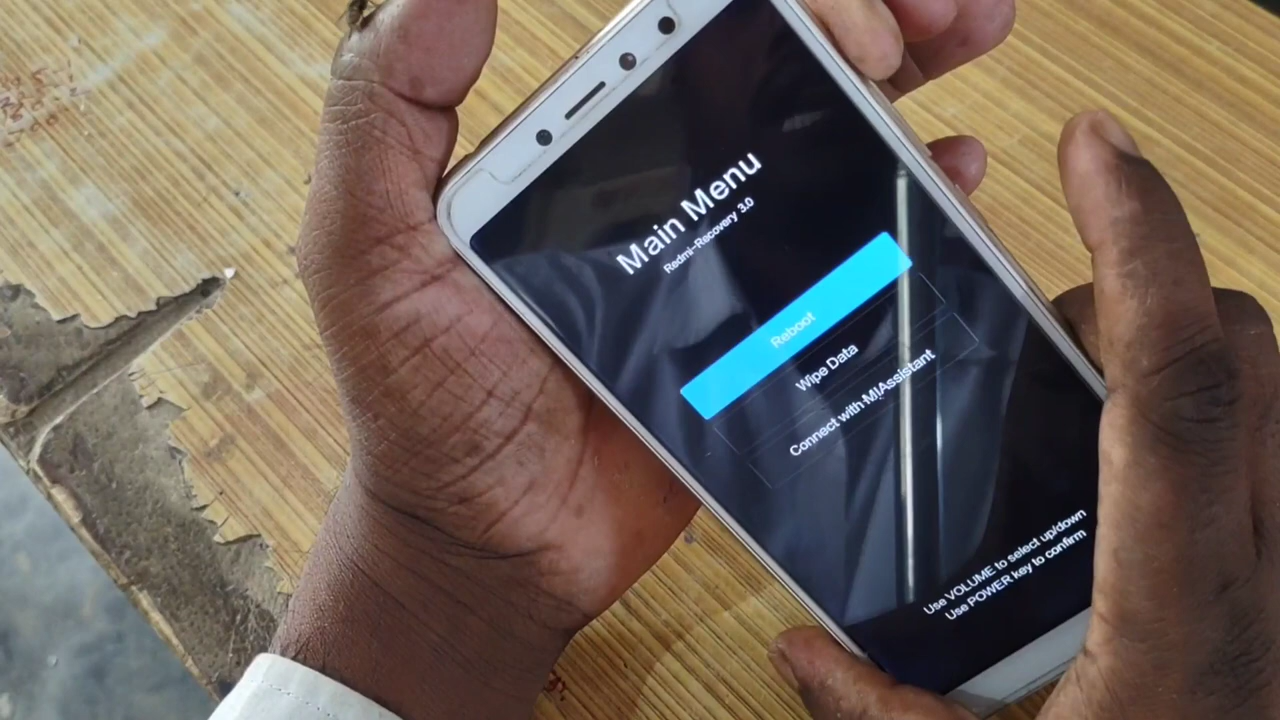 Main Menu
Redmi-Recovery 3.0
Reboot
Wipe Data
Connect with MIAssistant
Use VOLUME to select up/down
Use POWER key to confirm